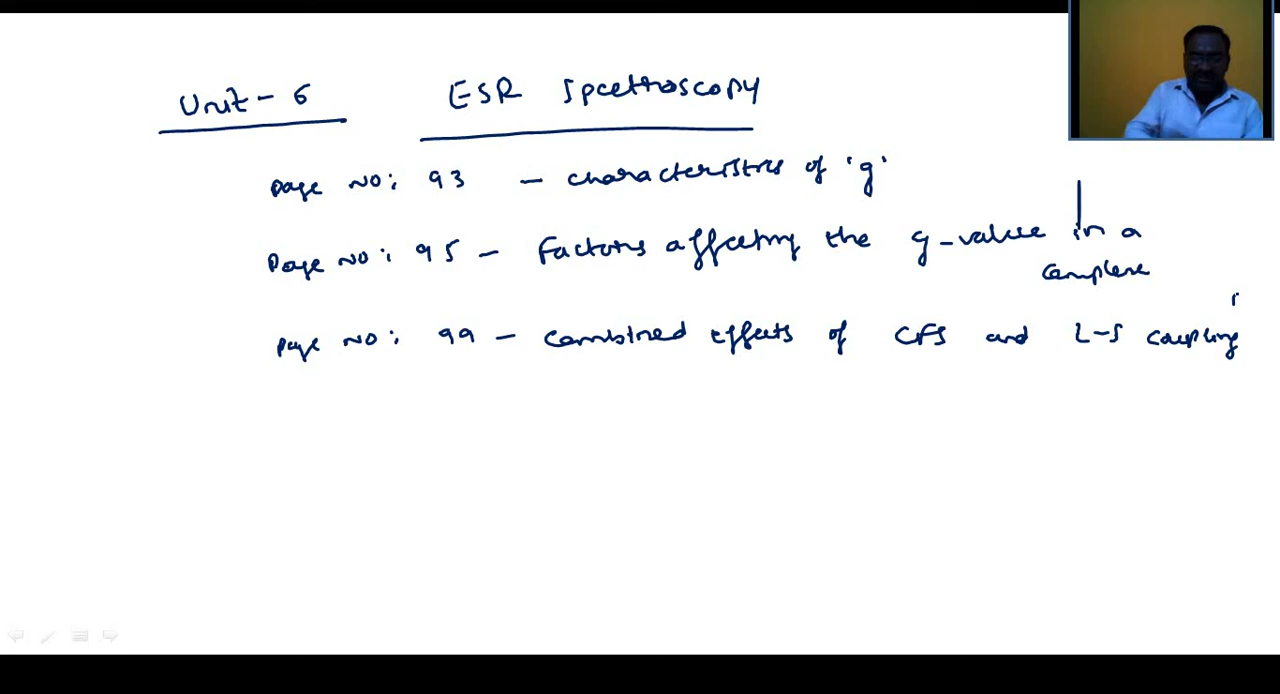 Unit - 6 ESR Spectroscopy
Page No: 93 - characteristics of 'g'
Page No: 95 - Factors affecting the g-value in a
complex
Page No: 99 - Combined effects of CFS and L-S coupling